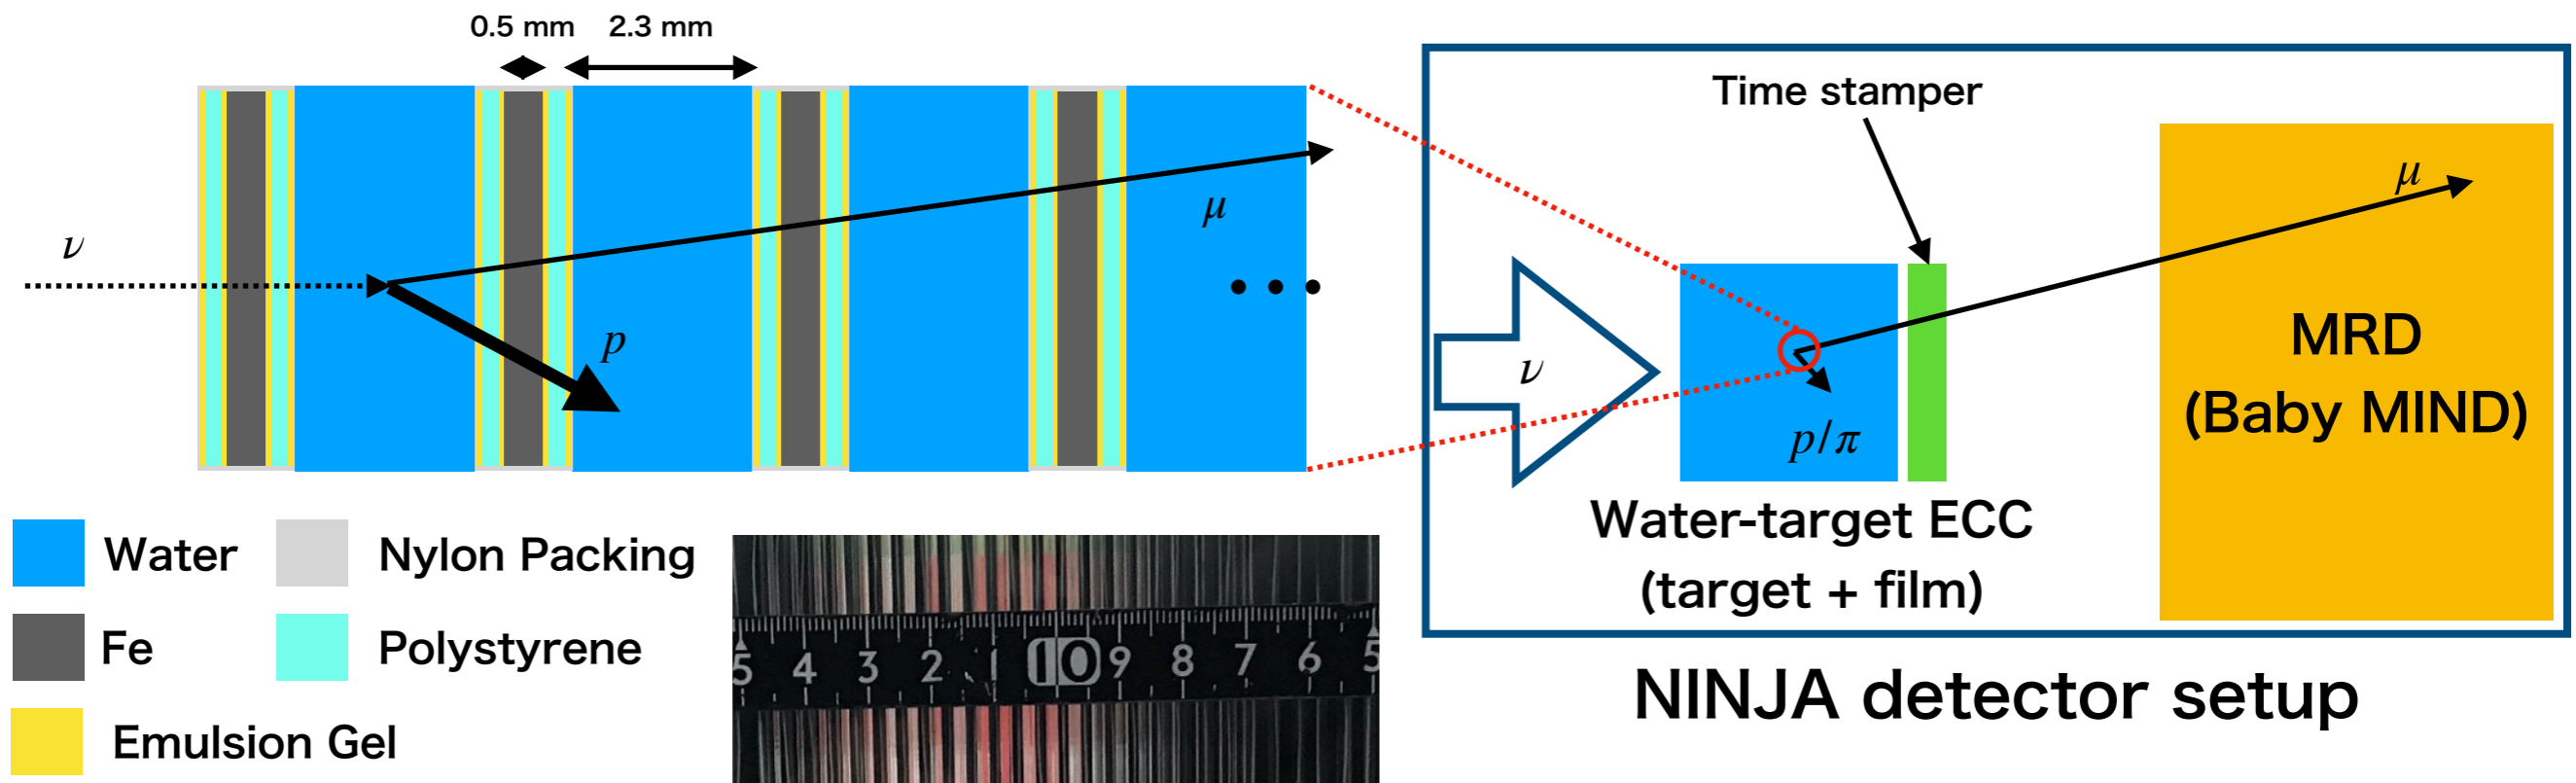 0.5 mm 2.3 mm
ν
μ
p
Water
Nylon Packing
Fe
Polystyrene
Emulsion Gel
5 4 3 2 1 10 9 8 7 6 5
Time stamper
μ
MRD
(Baby MIND)
ν
p/π
Water-target ECC
(target + film)
NINJA detector setup